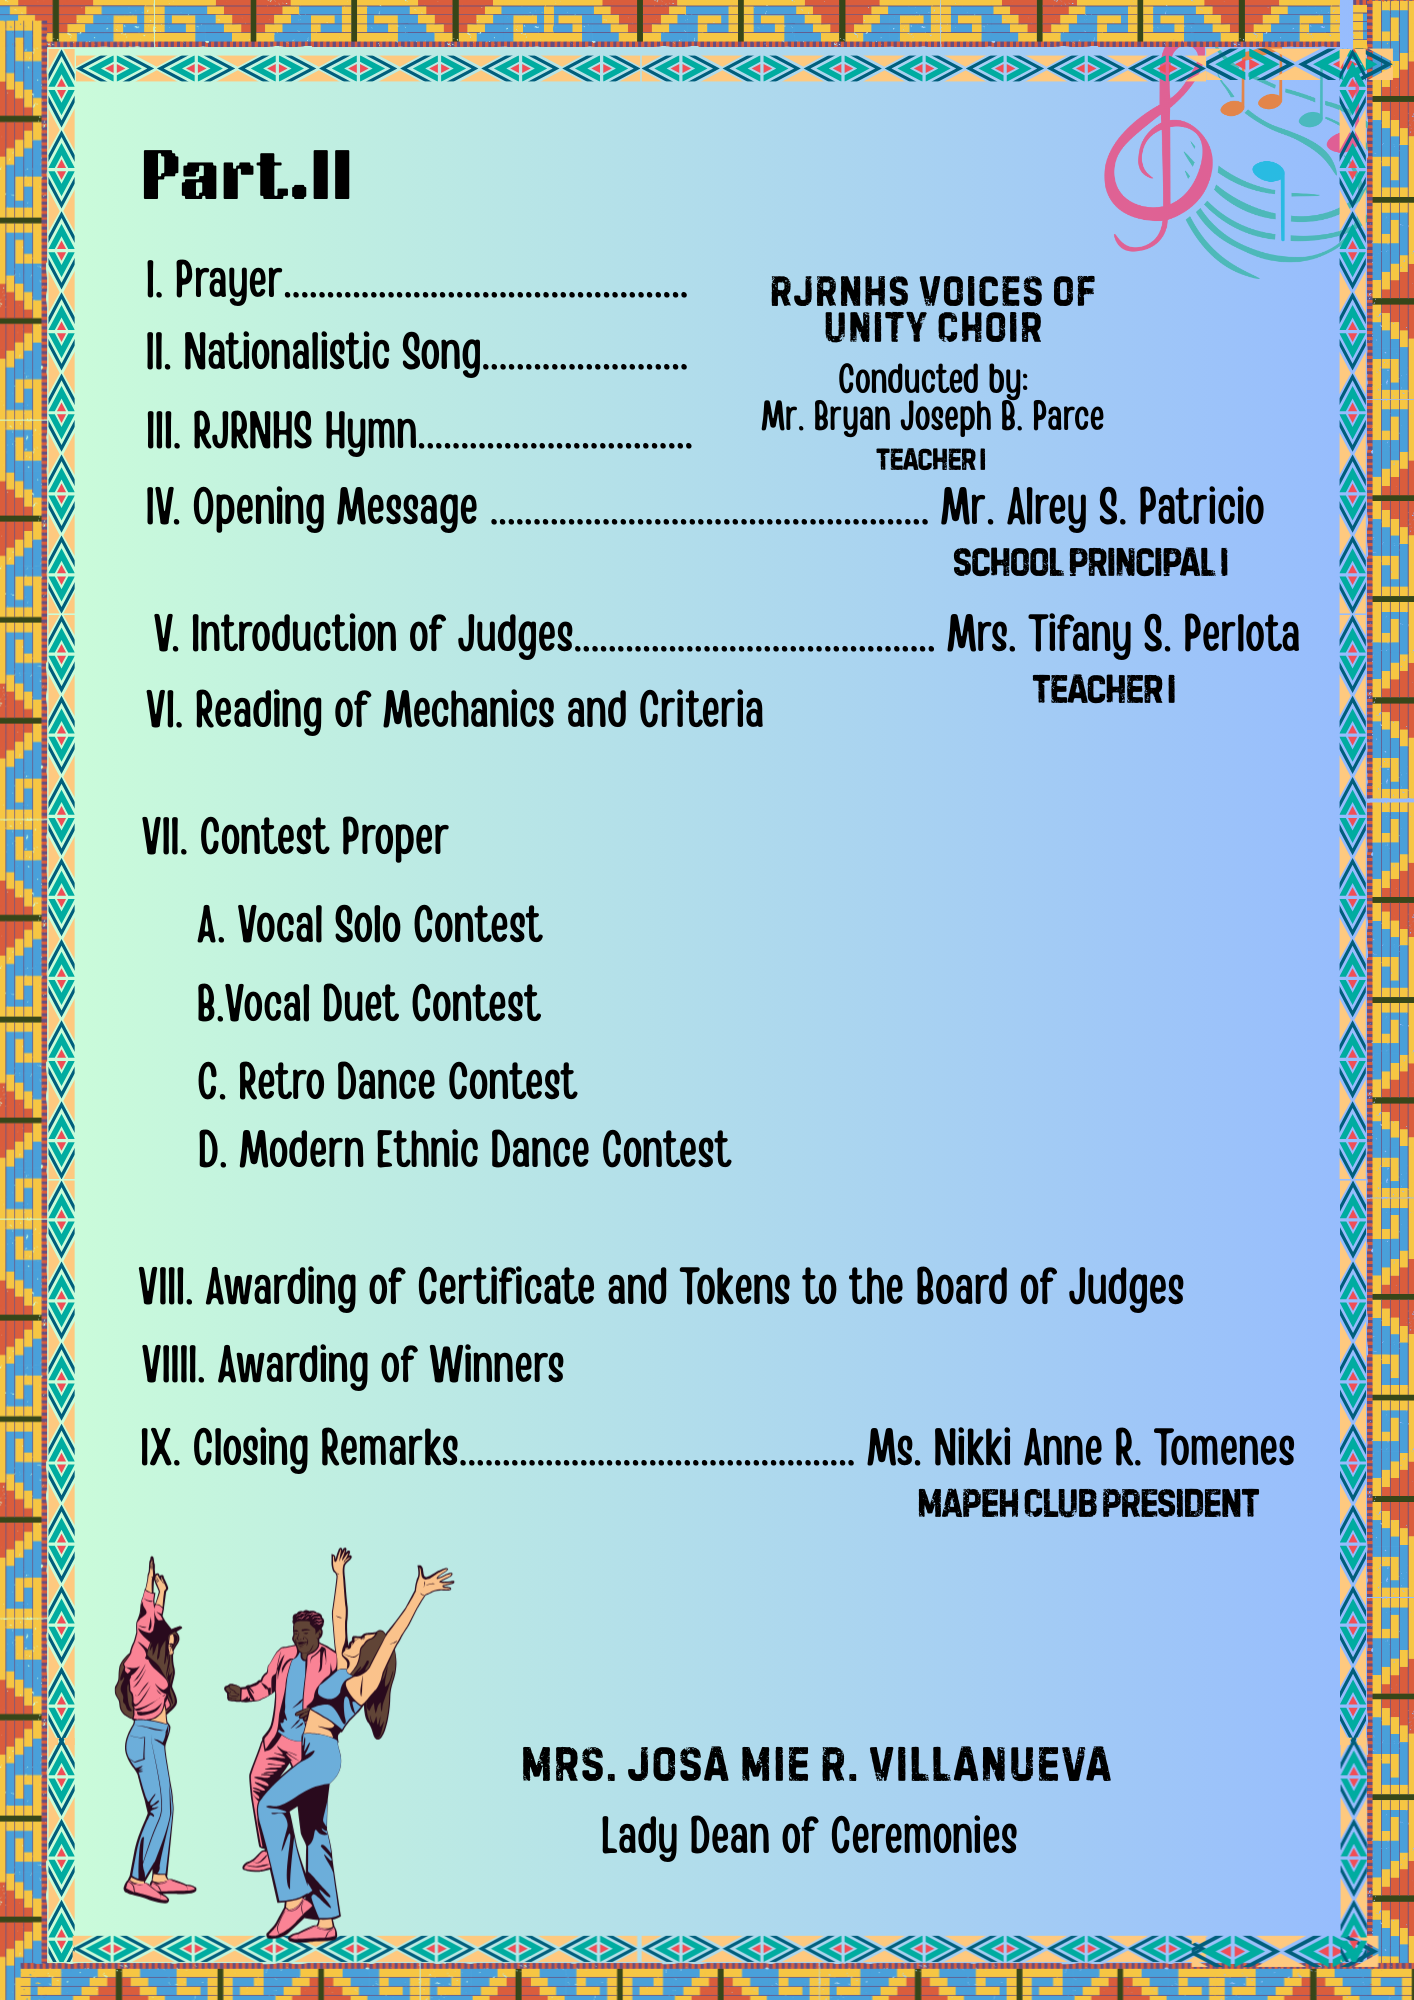 Part.II
I. Prayer...............................................
II. Nationalistic Song........................
III. RJRNHS Hymn................................
RJRNHS VOICES OF
UNITY CHOIR
Conducted by:
Mr. Bryan Joseph B. Parce
TEACHER I
IV. Opening Message ................................................... Mr. Alrey S. Patricio
SCHOOL PRINCIPAL I
V. Introduction of Judges.......................................... Mrs. Tifany S. Perlota
TEACHER I
VI. Reading of Mechanics and Criteria
VII. Contest Proper
A. Vocal Solo Contest
B.Vocal Duet Contest
C. Retro Dance Contest
D. Modern Ethnic Dance Contest
VIII. Awarding of Certificate and Tokens to the Board of Judges
VIIII. Awarding of Winners
IX. Closing Remarks.............................................. Ms. Nikki Anne R. Tomenes
MAPEH CLUB PRESIDENT
MRS. JOSA MIE R. VILLANUEVA
Lady Dean of Ceremonies